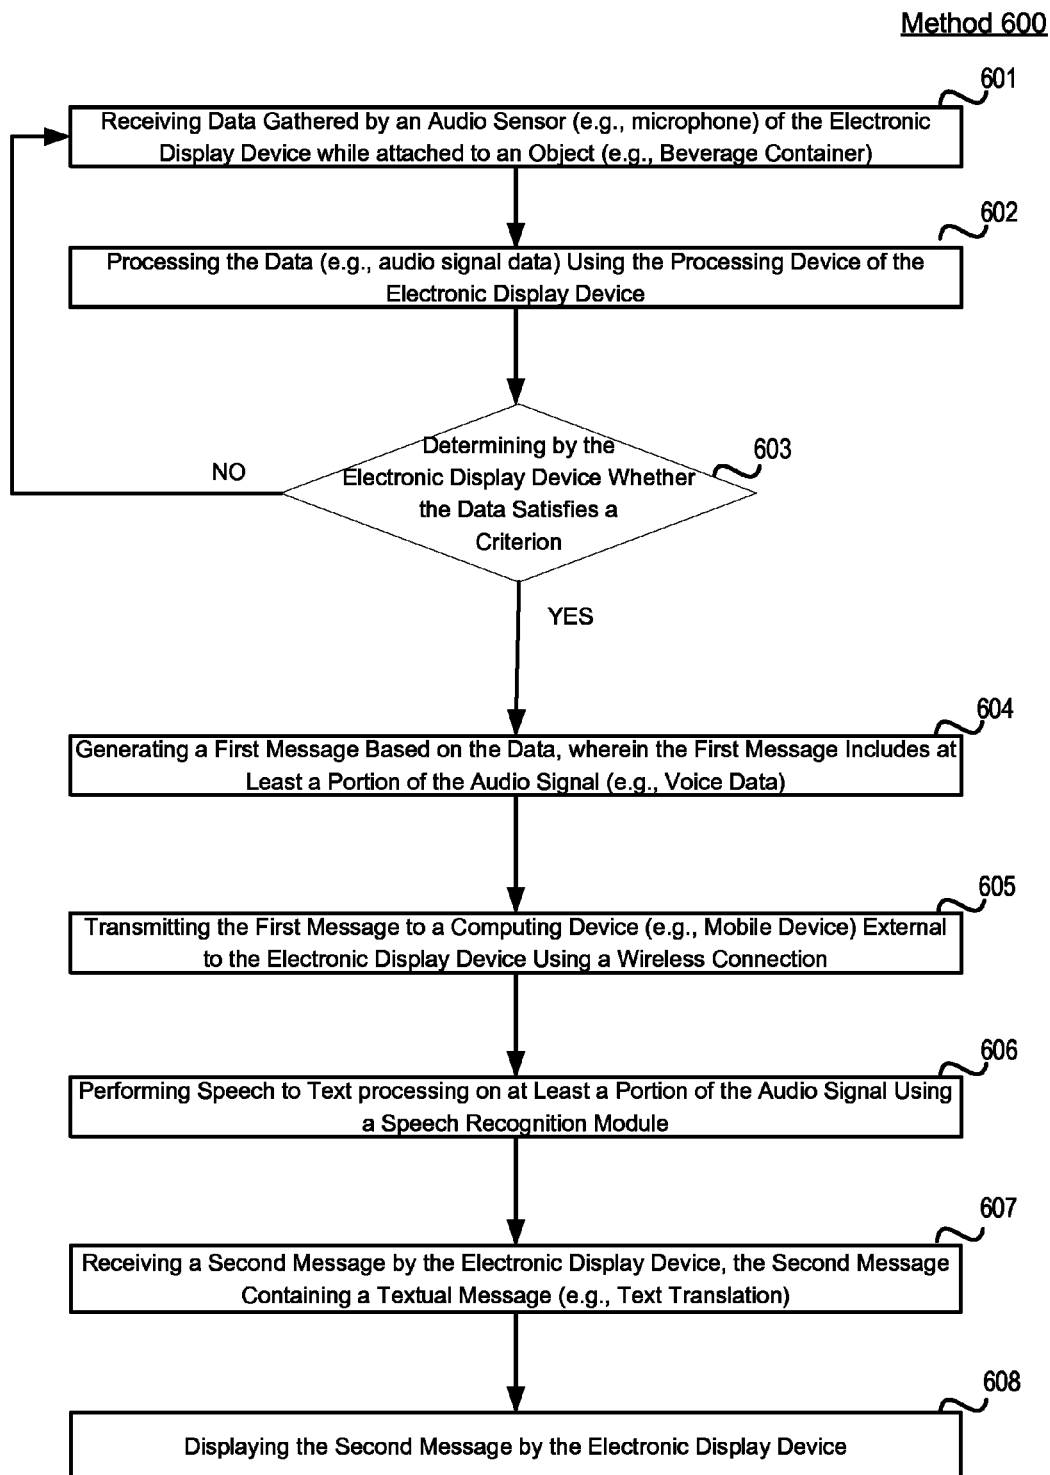 Method 600
601
Receiving Data Gathered by an Audio Sensor (e.g., microphone) of the Electronic
Display Device while attached to an Object (e.g., Beverage Container)
602
Processing the Data (e.g., audio signal data) Using the Processing Device of the
Electronic Display Device
603
Determining by the
Electronic Display Device Whether
the Data Satisfies a
Criterion
NO
YES
604
Generating a First Message Based on the Data, wherein the First Message Includes at
Least a Portion of the Audio Signal (e.g., Voice Data)
605
Transmitting the First Message to a Computing Device (e.g., Mobile Device) External
to the Electronic Display Device Using a Wireless Connection
606
Performing Speech to Text processing on at Least a Portion of the Audio Signal Using
a Speech Recognition Module
607
Receiving a Second Message by the Electronic Display Device, the Second Message
Containing a Textual Message (e.g., Text Translation)
608
Displaying the Second Message by the Electronic Display Device